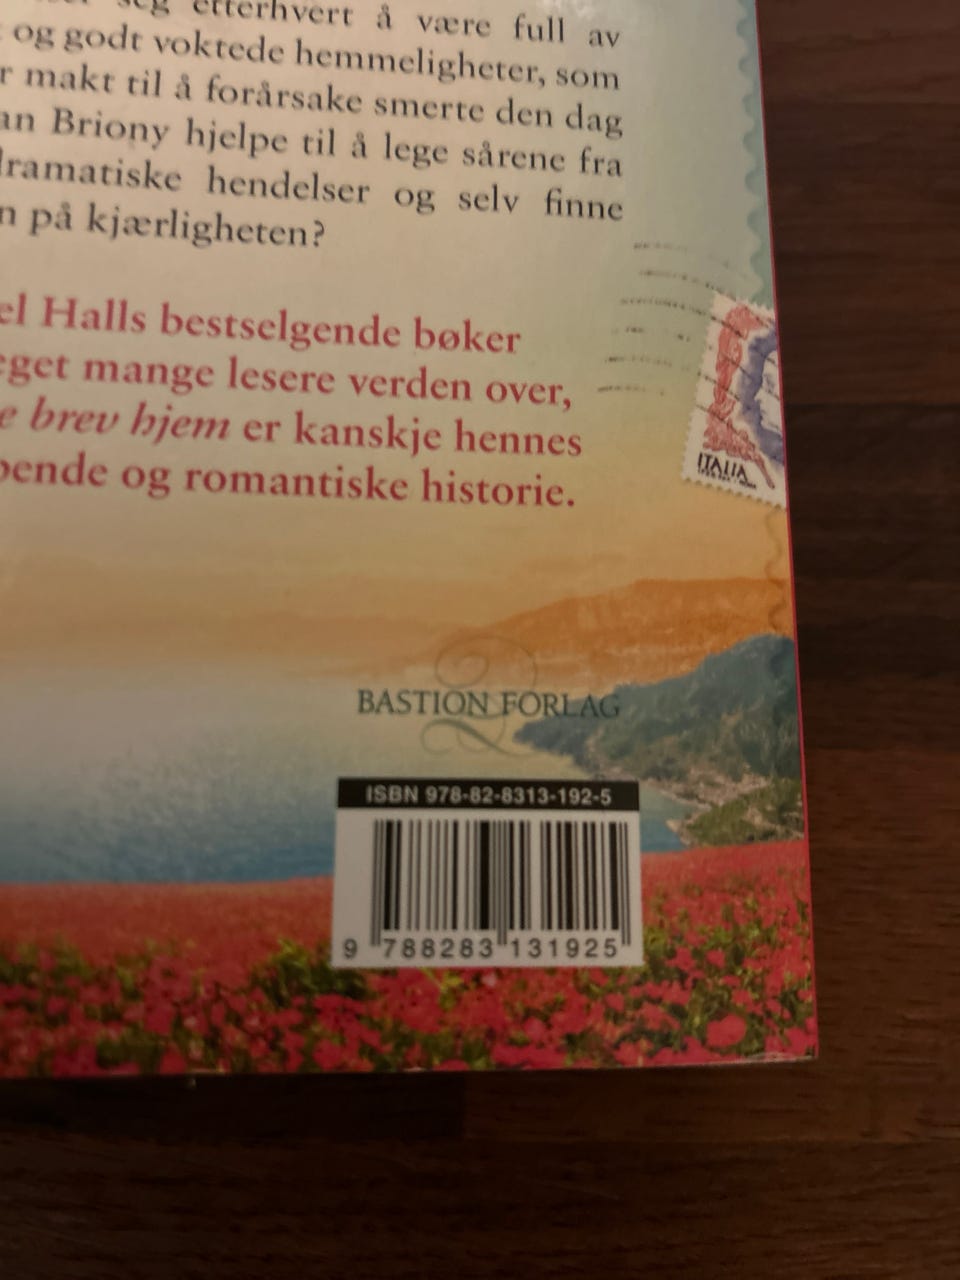 seg etterhvert å være full av
og godt voktede hemmeligheter, som
r makt til å forårsake smerte den dag
an Briony hjelpe til å lege sårene fra
dramatiske hendelser og selv finne
n på kjærligheten?
el Halls bestselgende bøker
eget mange lesere verden over,
e brev hjem er kanskje hennes
pende og romantiske historie.
ITALIA
BASTION FORLAG
ISBN 978-82-8313-192-5
9 788283 131925